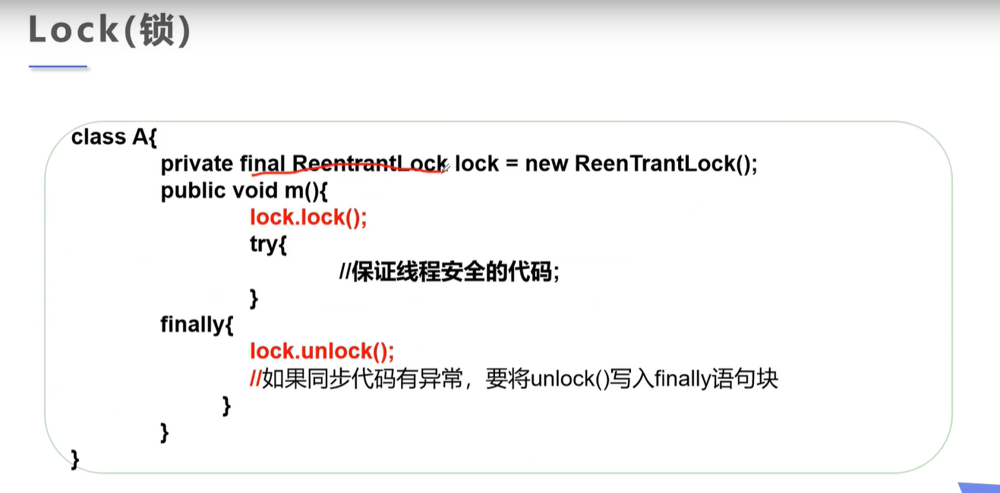 Lock(锁)
class A{
private final ReentrantLock lock = new ReenTrantLock();
public void m(){
lock.lock();
try{
//保证线程安全的代码;
}
finally{
lock.unlock();
//如果同步代码有异常，要将unlock()写入finally语句块
}
}
}